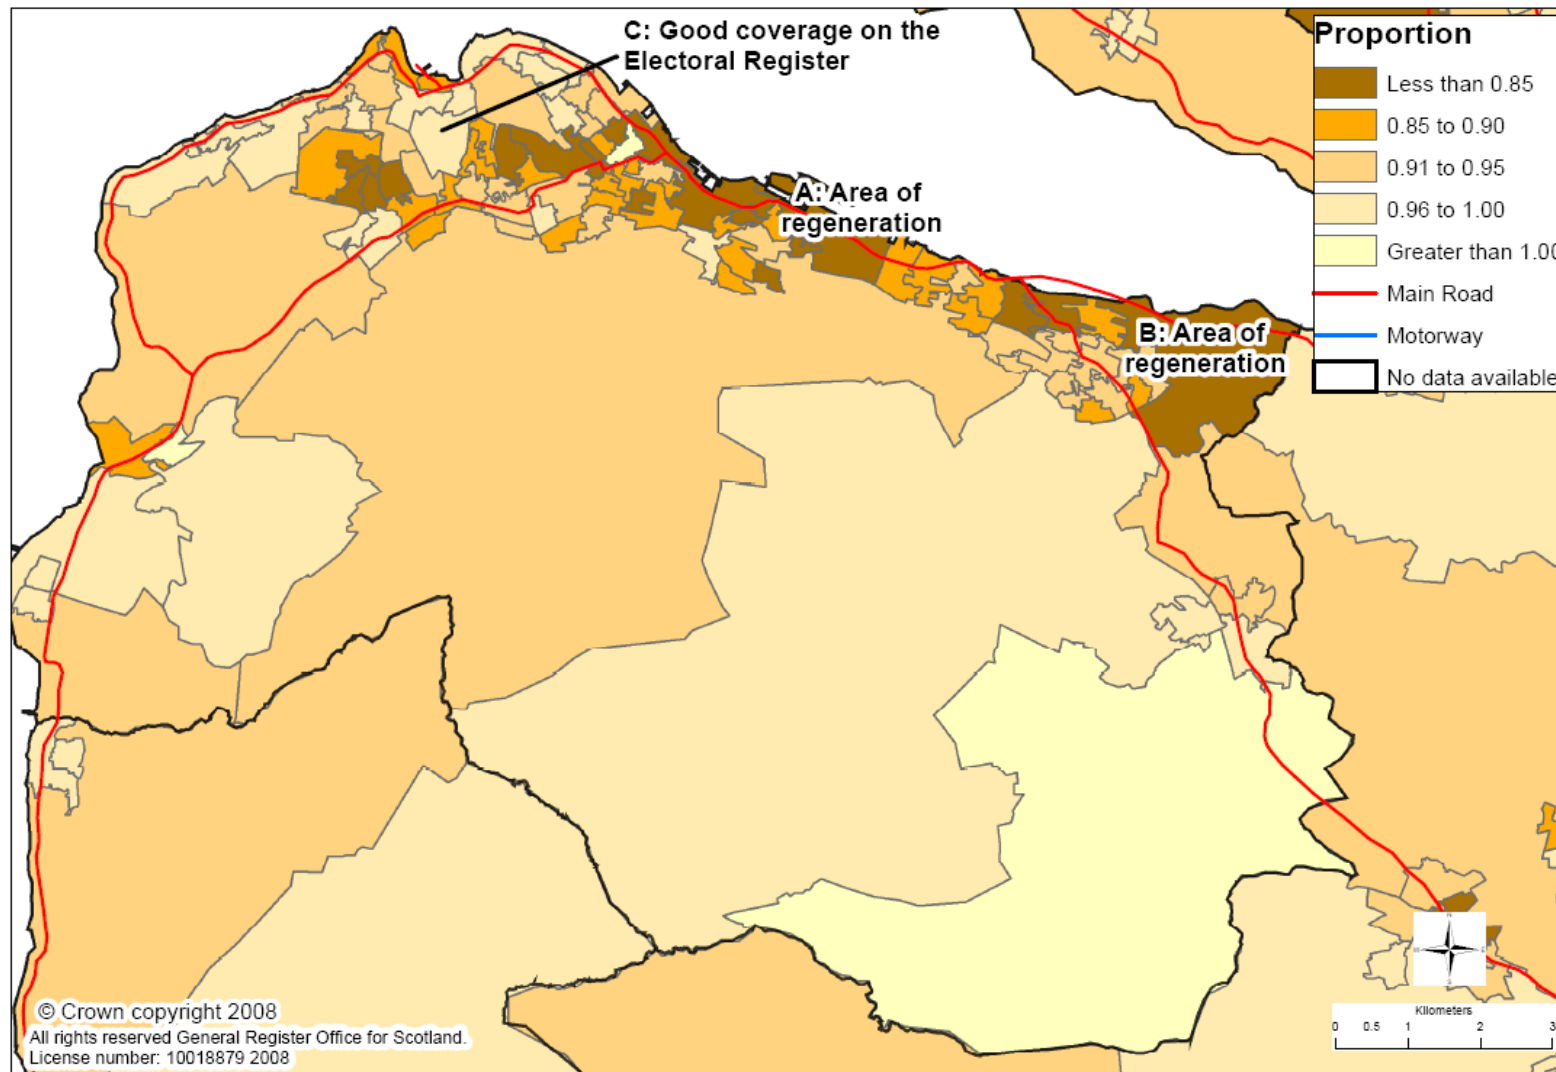 C: Good coverage on the
Electoral Register
A: Area of
regeneration
B: Area of
regeneration
Proportion
Less than 0.85
0.85 to 0.90
0.91 to 0.95
0.96 to 1.00
Greater than 1.00
Main Road
Motorway
No data available
N
Kilometers
0 0.5 1 2 3
© Crown copyright 2008
All rights reserved General Register Office for Scotland.
License number: 10018879 2008